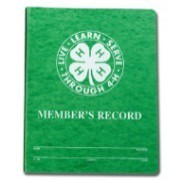 LIVE - LEARN - SERVE
THROUGH 4-H
H H
H H
MEMBER'S RECORD